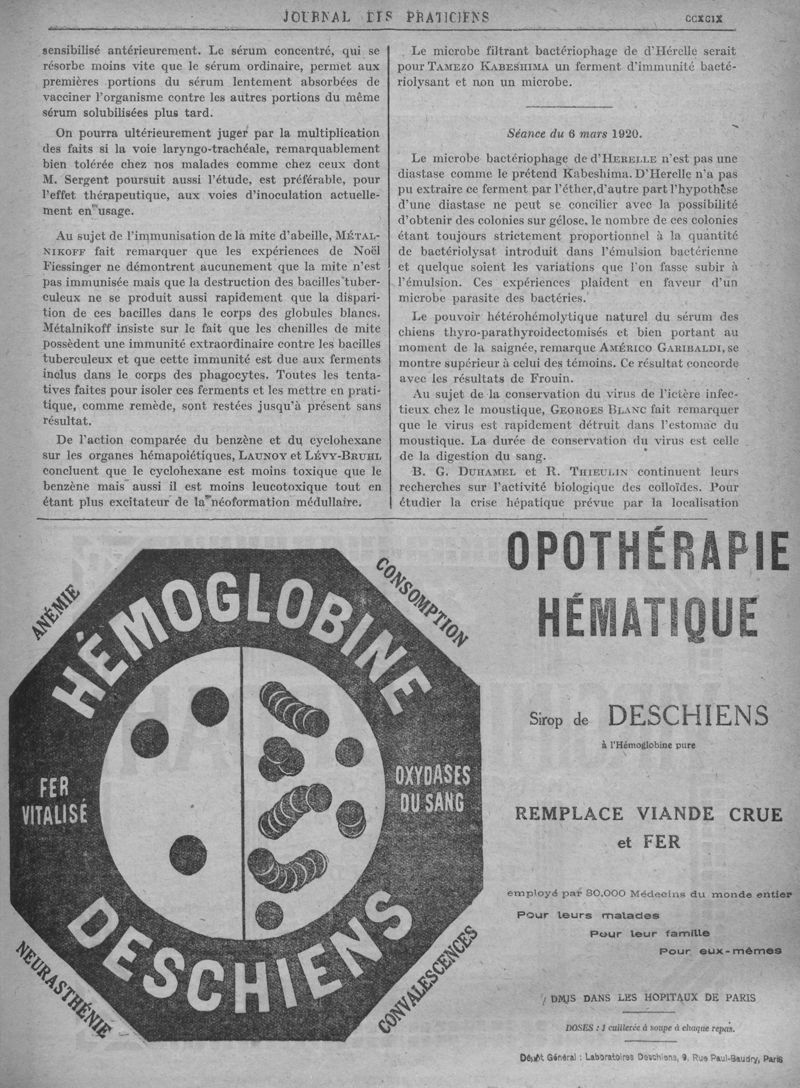 JOURNAL DES PRATICIENS
CCXCIX
sensibilisé antérieurement. Le sérum concentré, qui se
résorbe moins vite que le sérum ordinaire, permet aux
premières portions du sérum lentement absorbées de
vacciner l'organisme contre les autres portions du même
sérum solubilisées plus tard.
On pourra ultérieurement juger par la multiplication
des faits si la voie laryngo-trachéale, remarquablement
bien tolérée chez nos malades comme chez ceux dont
M. Sergent poursuit aussi l'étude, est préférable, pour
l'effet thérapeutique, aux voies d'inoculation actuelle-
ment en usage.
Au sujet de l'immunisation de la mite d'abeille, MÉTAL-
NIKOFF fait remarquer que les expériences de Noël
Fiessinger ne démontrent aucunement que la mite n'est
pas immunisée mais que la destruction des bacilles tuber-
culeux ne se produit aussi rapidement que la dispari-
tion de ces bacilles dans le corps des globules blancs.
Métalnikoff insiste sur le fait que les chenilles de mite
possèdent une immunité extraordinaire contre les bacilles
tuberculeux et que cette immunité est due aux ferments
inclus dans le corps des phagocytes. Toutes les tenta-
tives faites pour isoler ces ferments et les mettre en prati-
tique, comme remède, sont restées jusqu'à présent sans
résultat.
De l'action comparée du benzène et du cyclohexane
sur les organes hémapoiétiques, LAUNOY et LÉVY-BRUHL
concluent que le cyclohexane est moins toxique que le
benzène mais aussi il est moins leucotoxique tout en
étant plus excitateur de la néoformation médullaire.
Le microbe filtrant bactériophage de d'Hérelle serait
pour TAMEZO KABESHIMA un ferment d'immunité bacté-
riolysant et non un microbe.
Séance du 6 mars 1920.
Le microbe bactériophage de d'HERELLE n'est pas une
diastase comme le prétend Kabeshima. D'Herelle n'a pas
pu extraire ce ferment par l'éther, d'autre part l'hypothèse
d'une diastase ne peut se concilier avec la possibilité
d'obtenir des colonies sur gélose, le nombre de ces colonies
étant toujours strictement proportionnel à la quantité
de bactériolysat introduit dans l'émulsion bactérienne
et quelque soient les variations que l'on fasse subir à
l'émulsion. Ces expériences plaident en faveur d'un
microbe parasite des bactéries.
Le pouvoir hétérohémolytique naturel du sérum des
chiens thyro-parathyroidectomisés et bien portant au
moment de la saignée, remarque AMÉRICO GARIBALDI, se
montre supérieur à celui des témoins. Ce résultat concorde
avec les résultats de Frouin.
Au sujet de la conservation du virus de l'ictère infec-
tieux chez le moustique, GEORGES BLANC fait remarquer
que le virus est rapidement détruit dans l'estomac du
moustique. La durée de conservation du virus est celle
de la digestion du sang.
B. G. DUHAMEL et R. THIEULIN continuent leurs
recherches sur l'activité biologique des colloïdes. Pour
étudier la crise hépatique prévue par la localisation
ANÉMIE
CONSOMPTION
HÉMOGLOBINE
FER
VITALISÉ
OXYDASES
DU SANG
DESCHIENS
NEURASTHÉNIE
CONVALESCENCES
OPOTHÉRAPIE
HÉMATIQUE
Sirop de DESCHIENS
à l'Hémoglobine pure
REMPLACE VIANDE CRUE
et FER
employé par 30.000 Médecins du monde entier
Pour leurs malades
Pour leur famille
Pour eux-mêmes
ADMIS DANS LES HOPITAUX DE PARIS
DOSES : 1 cuillerée à soupe à chaque repas.
Dépôt Général : Laboratoires Deschiens, 9, Rue Paul-Baudry, Paris